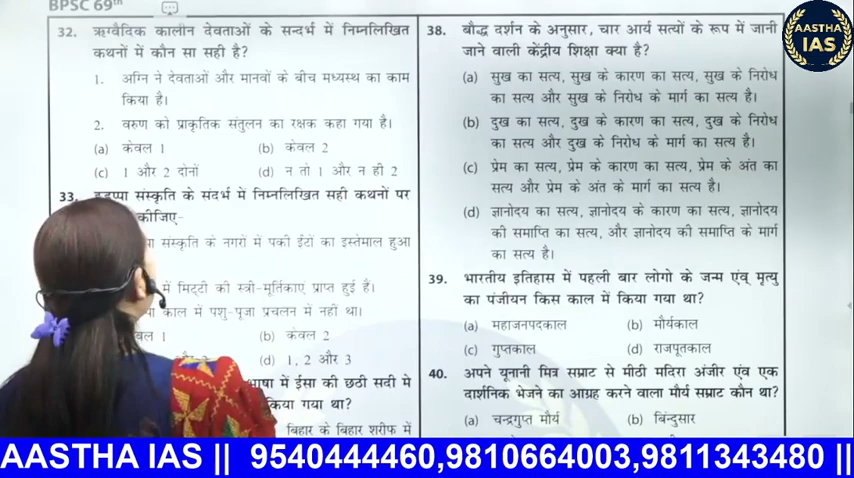 BPSC 69th
32. ऋग्वैदिक कालीन देवताओं के सन्दर्भ में निम्नलिखित
कथनों में कौन सा सही है?
1. अग्नि ने देवताओं और मानवों के बीच मध्यस्थ का काम
किया है।
2. वरुण को प्राकृतिक संतुलन का रक्षक कहा गया है।
(a) केवल 1 (b) केवल 2
(c) 1 और 2 दोनों (d) न तो 1 और न ही 2
33. संस्कृति के संदर्भ में निम्नलिखित सही कथनों पर
कीजिए-
संस्कृति के नगरों में पकी ईंटों का इस्तेमाल हुआ
में मिट्टी की स्त्री-मूर्तिकाएं प्राप्त हुई हैं।
काल में पशु-पूजा प्रचलन में नहीं था।
1 (b) केवल 2
(d) 1, 2 और 3
में ईसा की छठी सदी मे
किया गया था?
बिहार के बिहार शरीफ में
38. बौद्ध दर्शन के अनुसार, चार आर्य सत्यों के रूप में जानी
जाने वाली केंद्रीय शिक्षा क्या है?
(a) सुख का सत्य, सुख के कारण का सत्य, सुख के निरोध
का सत्य और सुख के निरोध के मार्ग का सत्य है।
(b) दुख का सत्य, दुख के कारण का सत्य, दुख के निरोध
का सत्य और दुख के निरोध के मार्ग का सत्य है।
(c) प्रेम का सत्य, प्रेम के कारण का सत्य, प्रेम के अंत का
सत्य और प्रेम के अंत के मार्ग का सत्य है।
(d) ज्ञानोदय का सत्य, ज्ञानोदय के कारण का सत्य, ज्ञानोदय
की समाप्ति का सत्य, और ज्ञानोदय की समाप्ति के मार्ग
का सत्य है।
39. भारतीय इतिहास में पहली बार लोगो के जन्म एंव् मृत्यु
का पंजीयन किस काल में किया गया था?
(a) महाजनपदकाल (b) मौर्यकाल
(c) गुप्तकाल (d) राजपूतकाल
40. अपने यूनानी मित्र सम्राट से मीठी मदिरा अंजीर एंव एक
दार्शनिक भेजने का आग्रह करने वाला मौर्य सम्राट कौन था?
(a) चन्द्रगुप्त मौर्य (b) बिंन्दुसार
AASTHA
IAS
AASTHA IAS || 9540444460,9810664003,9811343480 ||